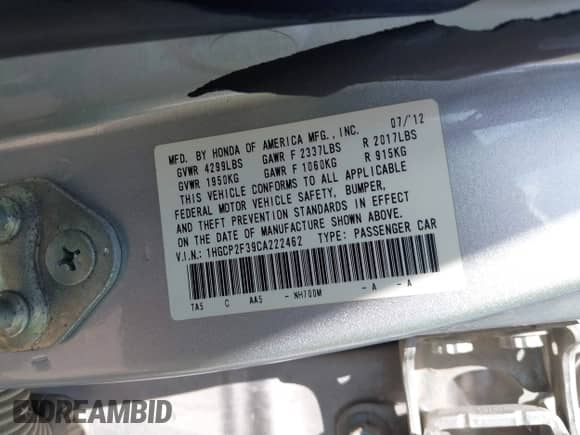 MFD. BY HONDA OF AMERICA MFG., INC. 07/'12
GVWR 4299LBS GAWR F 2337LBS R 2017LBS
GVWR 1950KG GAWR F 1060KG R 915KG
THIS VEHICLE CONFORMS TO ALL APPLICABLE
FEDERAL MOTOR VEHICLE SAFETY, BUMPER,
AND THEFT PREVENTION STANDARDS IN EFFECT
ON THE DATE OF MANUFACTURE SHOWN ABOVE.
V.I.N.: 1HGCP2F39CA222462 TYPE: PASSENGER CAR
TA5 C AA5 - NH700M - A - A
DREAMBID